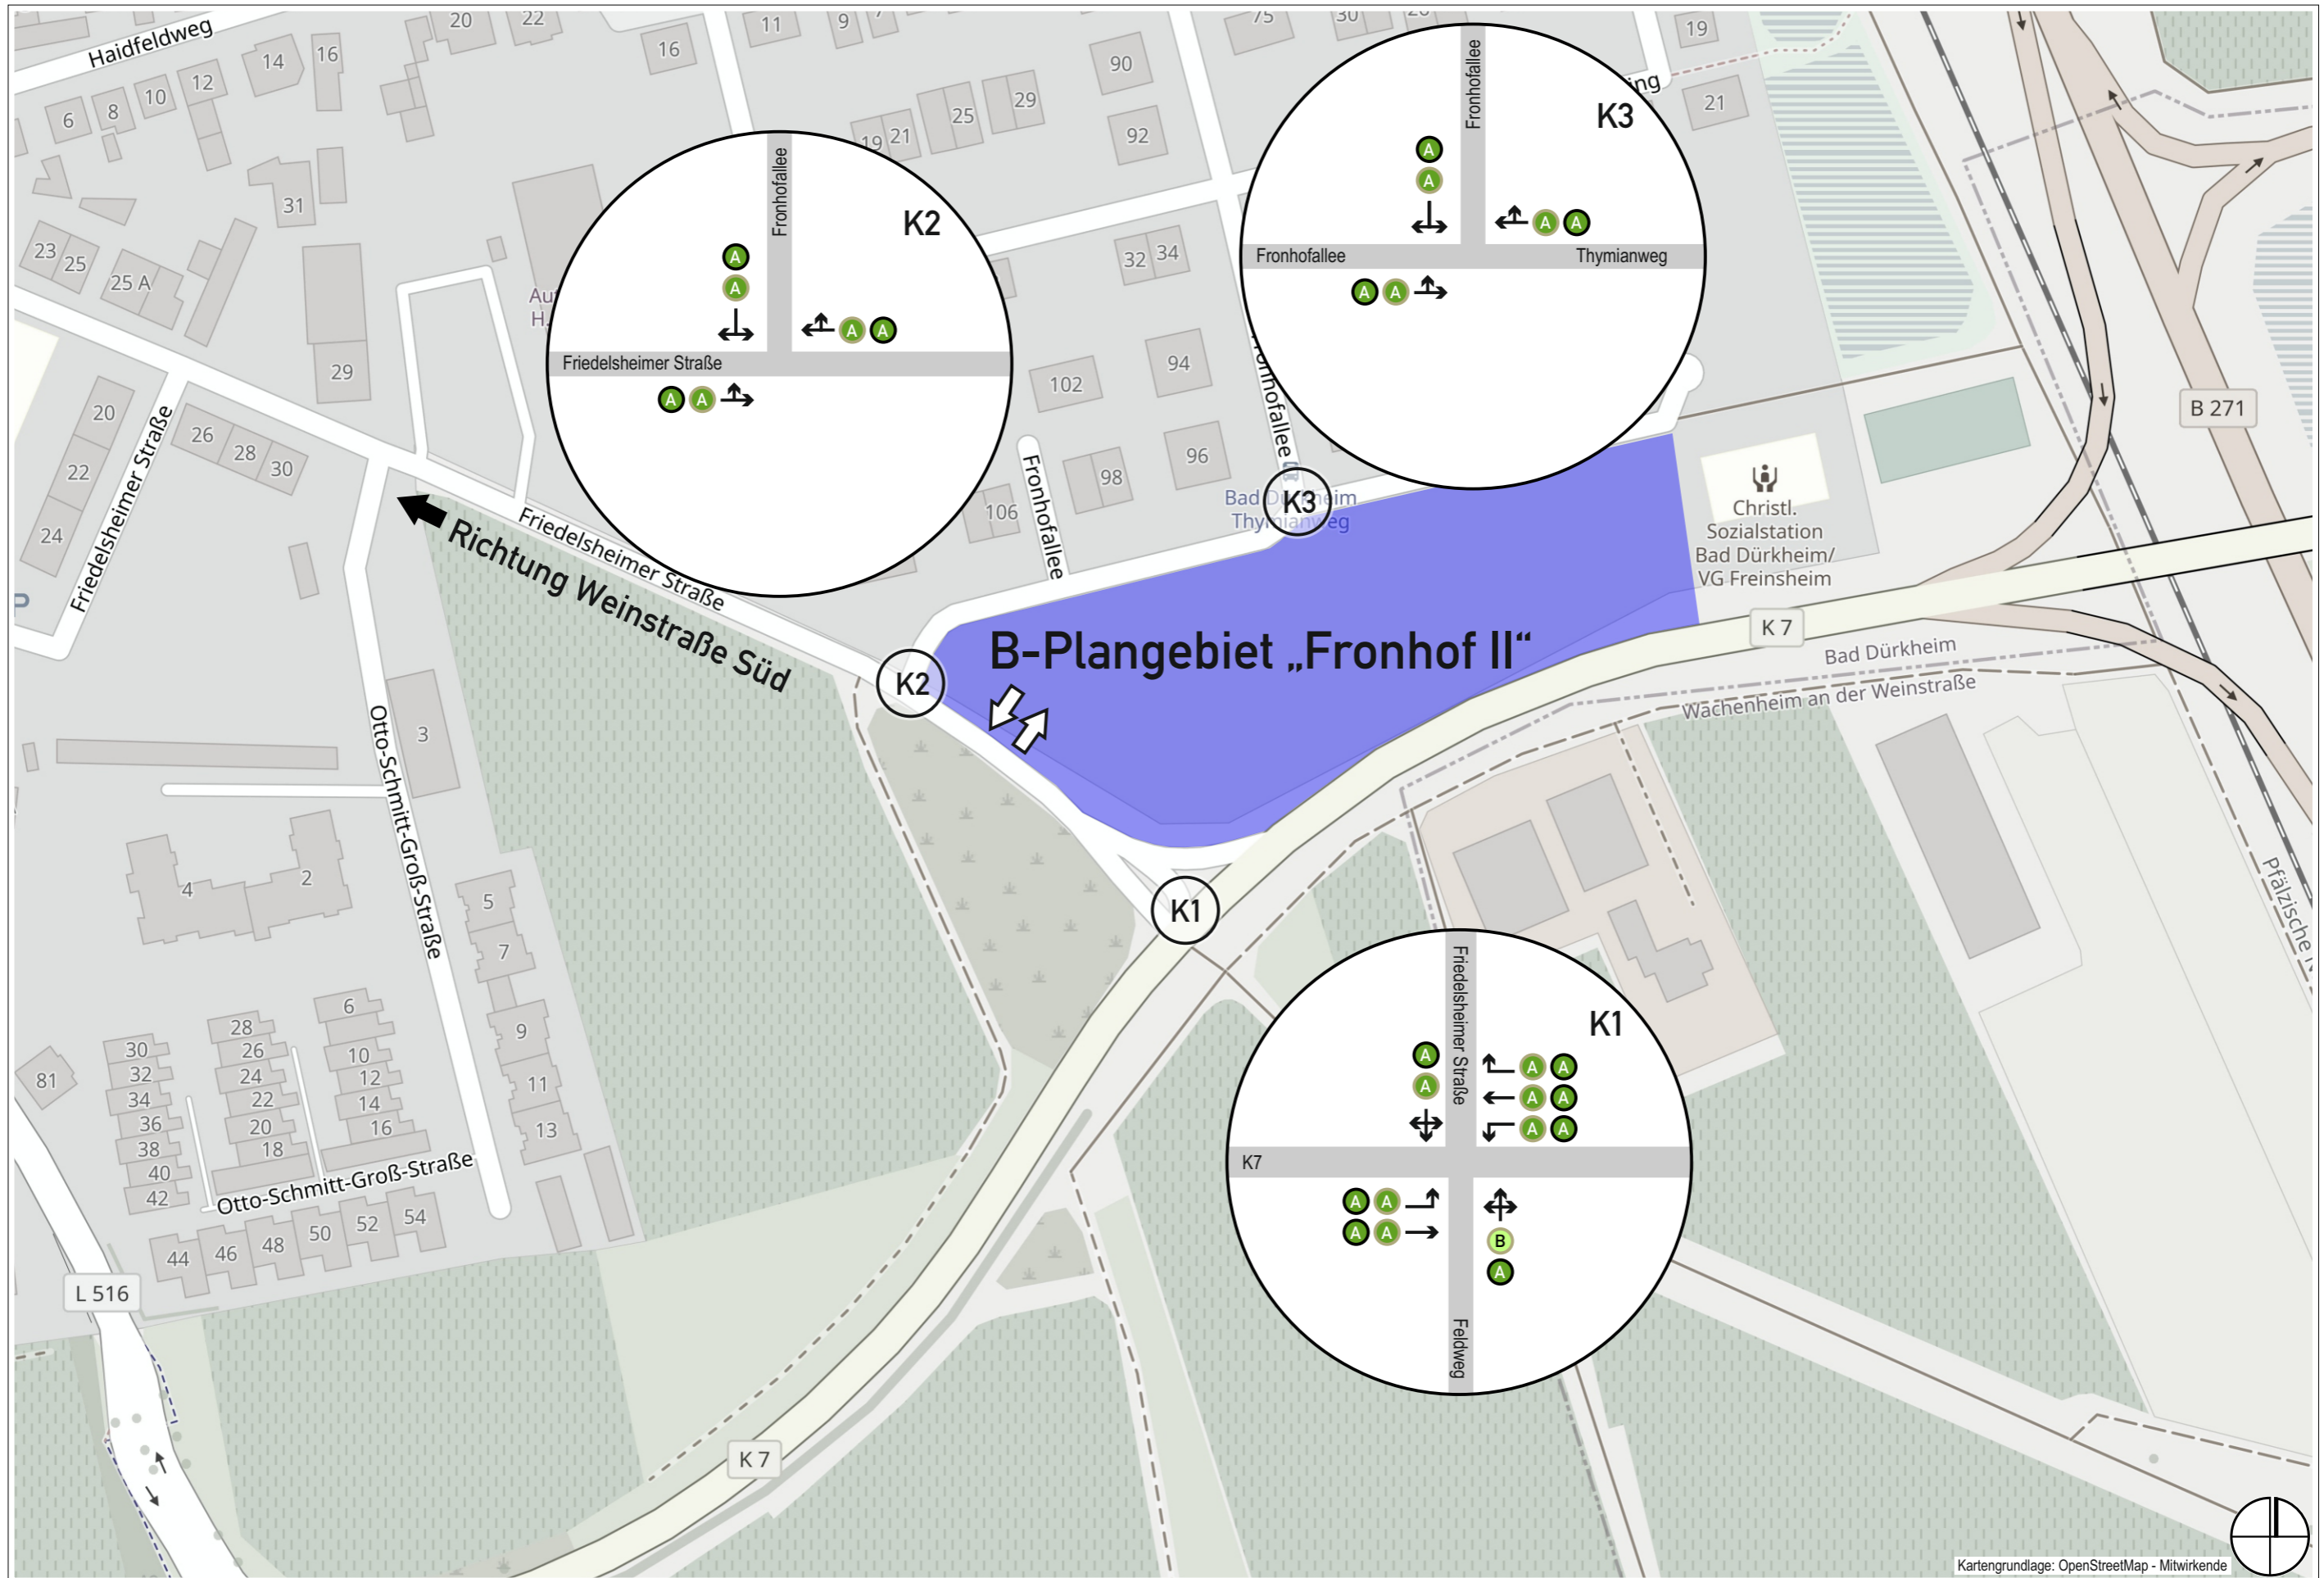 Haidfeldweg
20
22
11
9
7
75
30
19
14
16
16
90
6
8
10
12
29
25
19
21
92
21
ing
31
K2
Fronhofallee
A
A
A
A
Friedelsheimer Straße
A
A
K3
Fronhofallee
A
A
A
A
Fronhofallee
Thymianweg
A
A
23
25
25 A
Au
H.
32
34
29
102
94
B 271
20
22
24
Friedelsheimer Straße
26
28
30
98
96
106
Fronhofallee
Fronhofallee
Bad Dürkheim
Thymianweg
K3
Christl.
Sozialstation
Bad Dürkheim/
VG Freinsheim
Friedelsheimer Straße
Richtung Weinstraße Süd
P
K 7
B-Plangebiet „Fronhof II“
K2
Bad Dürkheim
Wachenheim an der Weinstraße
Otto-Schmitt-Groß-Straße
3
4
2
5
7
9
11
13
K1
Pfälzische
K1
Friedelsheimer Straße
A
A
A A
A A
A A
K7
A A
A A
B
A
Feldweg
81
30
32
34
36
38
40
42
28
26
24
22
20
18
6
10
12
14
16
Otto-Schmitt-Groß-Straße
44
46
48
50
52
54
L 516
K 7
Kartengrundlage: OpenStreetMap - Mitwirkende